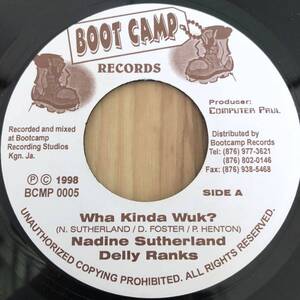 BOOT CAMP
RECORDS
Producer:
COMPUTER PAUL
Recorded and mixed
at Bootcamp
Recording Studios
Kgn. Ja.
Distributed by
Bootcamp Records
Tel: (876) 977-3621
(876) 802-0146
Fax: (876) 938-5468
℗ © 1998
BCMP 0005
SIDE A
Wha Kinda Wuk?
(N. SUTHERLAND / D. FOSTER / P. HENTON)
Nadine Sutherland
Delly Ranks
UNAUTHORIZED COPYING PROHIBITED. ALL RIGHTS RESERVED.